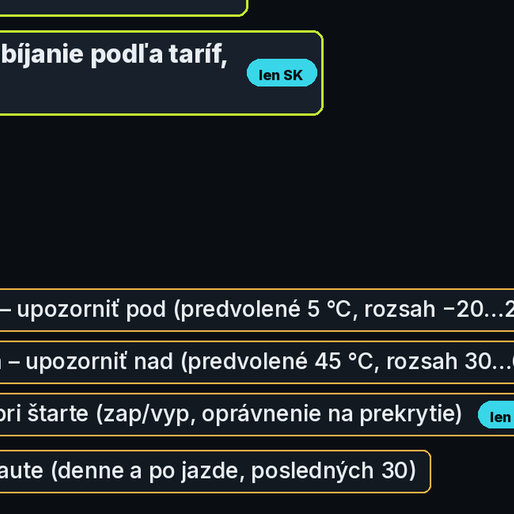 bíjanie podľa taríf,
len SK
– upozorniť pod (predvolené 5 °C, rozsah −20…2
– upozorniť nad (predvolené 45 °C, rozsah 30…
pri štarte (zap/vyp, oprávnenie na prekrytie)
len
aute (denne a po jazde, posledných 30)